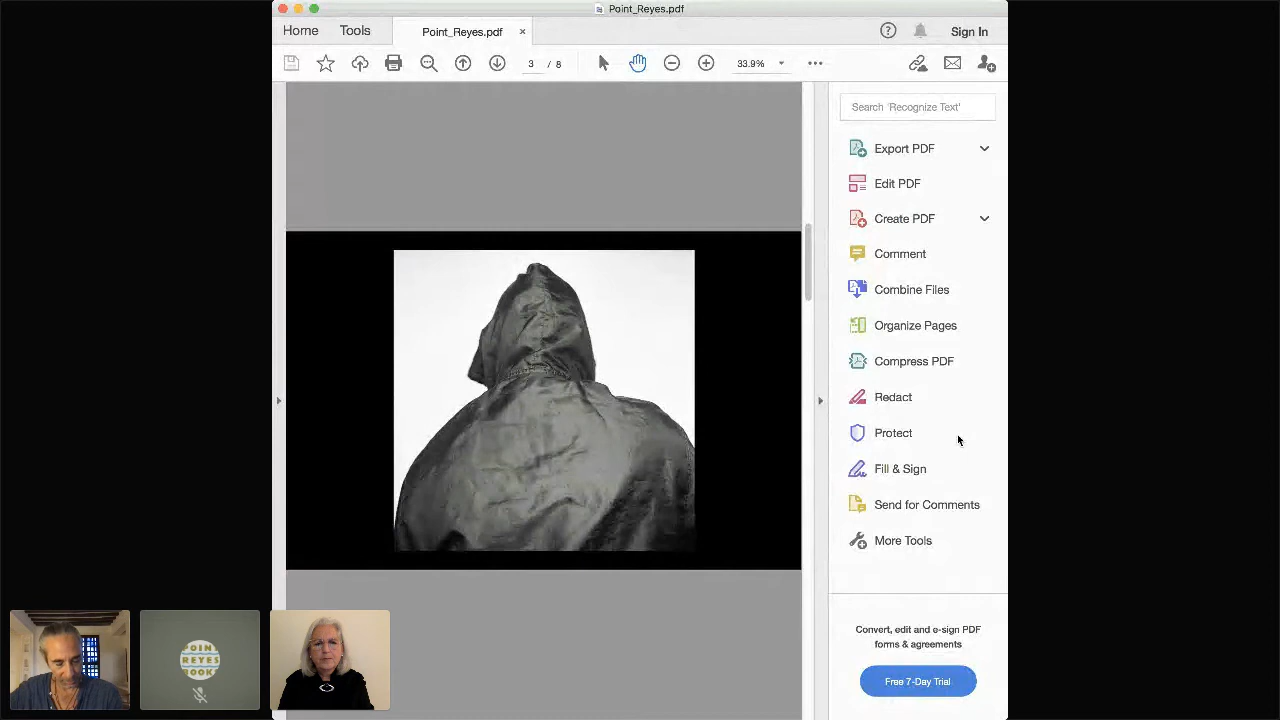 Point_Reyes.pdf
Home
Tools
Point_Reyes.pdf
Sign In
3 / 8
33.9%
Search 'Recognize Text'
Export PDF
Edit PDF
Create PDF
Comment
Combine Files
Organize Pages
Compress PDF
Redact
Protect
Fill & Sign
Send for Comments
More Tools
Convert, edit and e-sign PDF
forms & agreements
Free 7-Day Trial
REYES